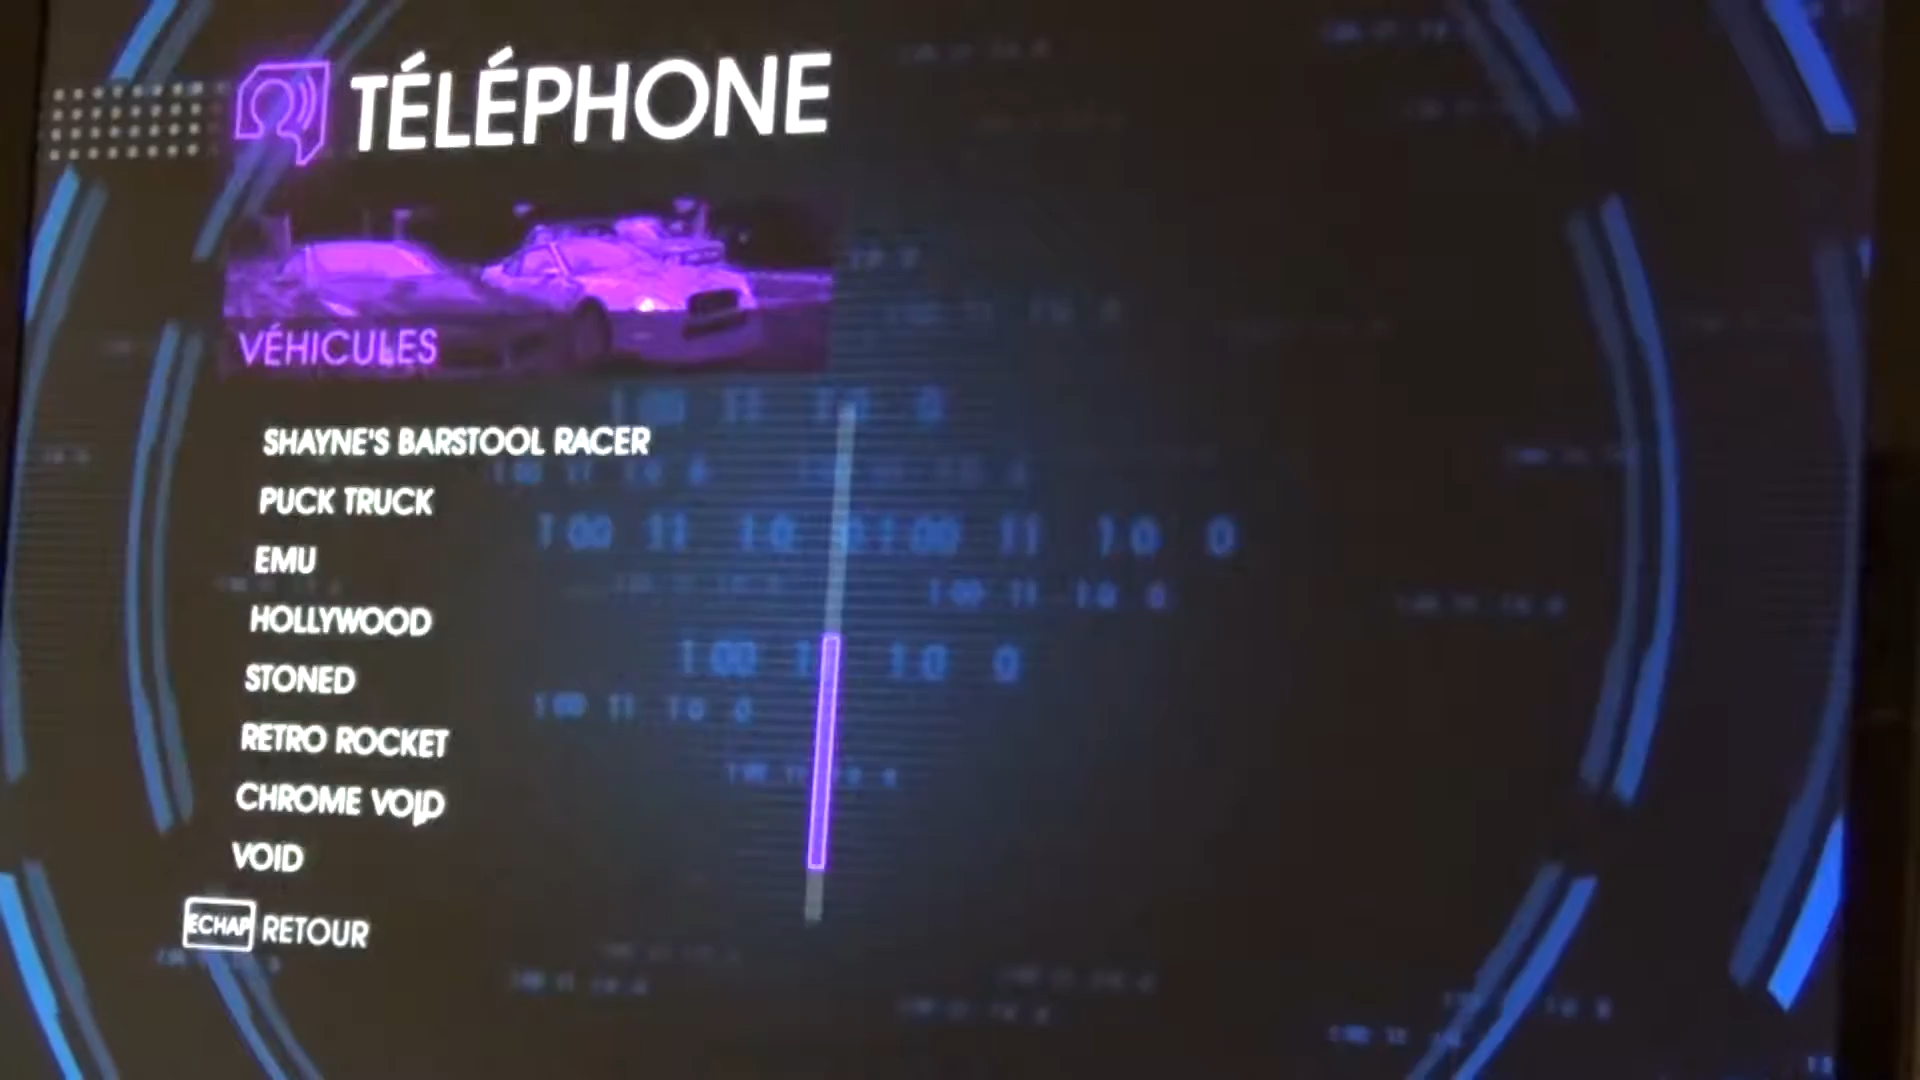 TÉLÉPHONE
VÉHICULES
SHAYNE'S BARSTOOL RACER
PUCK TRUCK
EMU
HOLLYWOOD
STONED
RETRO ROCKET
CHROME VOID
VOID
ECHAP RETOUR